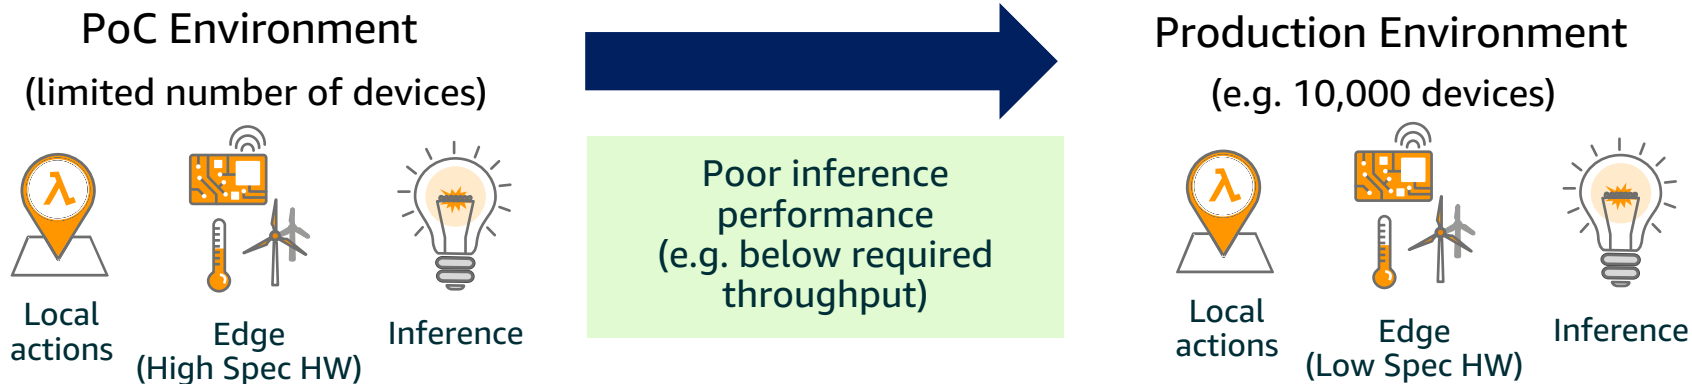 PoC Environment
(limited number of devices)
λ
Local
actions
Edge
(High Spec HW)
Inference
Poor inference
performance
(e.g. below required
throughput)
Production Environment
(e.g. 10,000 devices)
λ
Local
actions
Edge
(Low Spec HW)
Inference